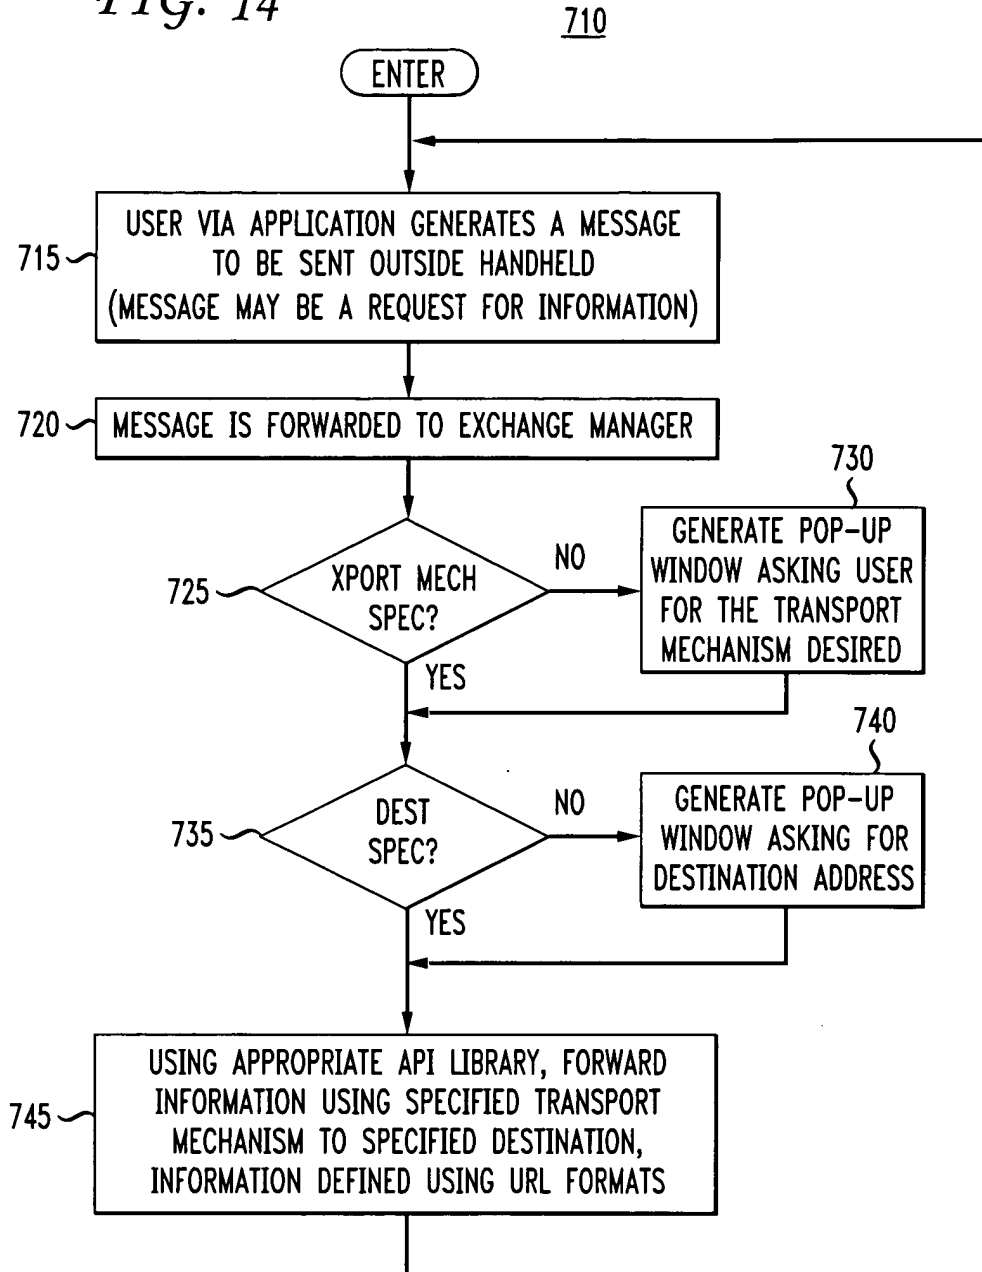 FIG. 14
710
ENTER
715
USER VIA APPLICATION GENERATES A MESSAGE
TO BE SENT OUTSIDE HANDHELD
(MESSAGE MAY BE A REQUEST FOR INFORMATION)
720
MESSAGE IS FORWARDED TO EXCHANGE MANAGER
725
XPORT MECH
SPEC?
NO
YES
730
GENERATE POP-UP
WINDOW ASKING USER
FOR THE TRANSPORT
MECHANISM DESIRED
735
DEST
SPEC?
NO
YES
740
GENERATE POP-UP
WINDOW ASKING FOR
DESTINATION ADDRESS
745
USING APPROPRIATE API LIBRARY, FORWARD
INFORMATION USING SPECIFIED TRANSPORT
MECHANISM TO SPECIFIED DESTINATION,
INFORMATION DEFINED USING URL FORMATS